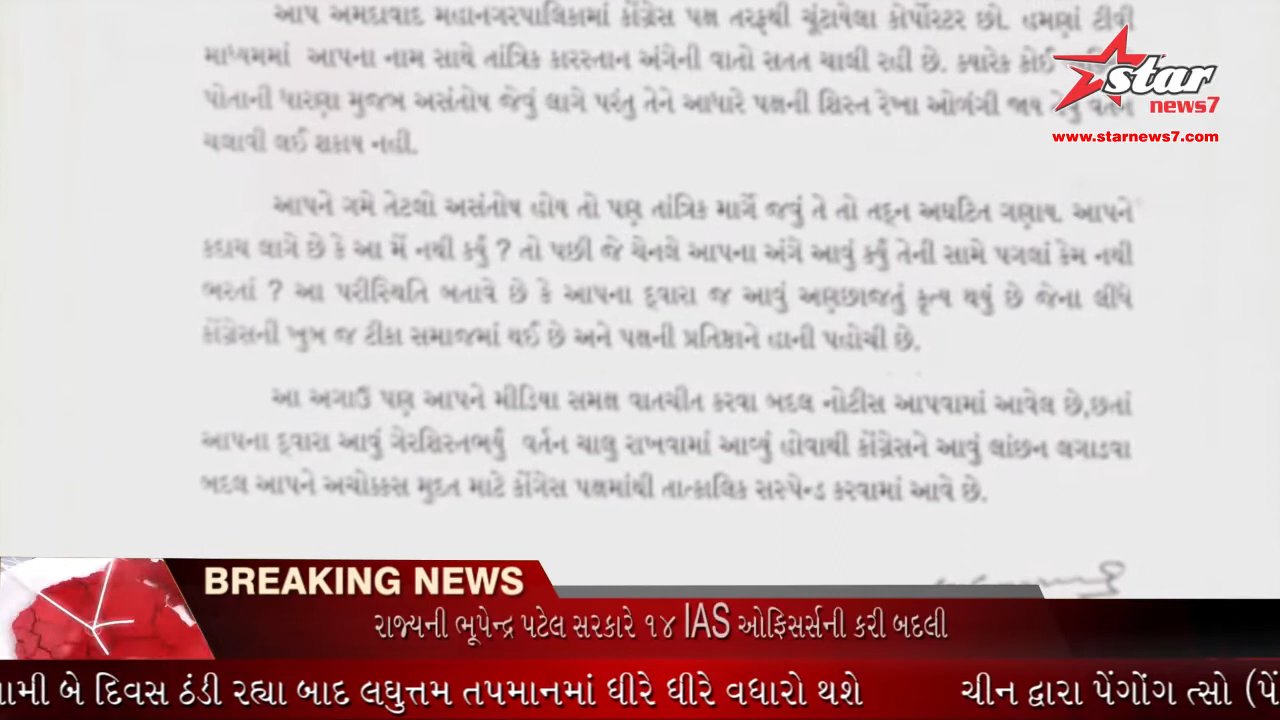 આપ અમદાવાદ મહાનગરપાલિકામાં કોંગ્રેસ પક્ષ તરફથી ચૂંટાયેલા કોર્પોરેટર છો. હમણાં ટીવી
માધ્યમમાં આપના નામ સાથે તાંત્રિક કારસ્તાન અંગેની વાતો સતત ચાલી રહી છે. ક્યારેક કોઈ
પોતાની ધારણા મુજબ અસંતોષ જેવું લાગે પરંતુ તેને આધારે પક્ષની શિસ્ત રેખા ઓળંગી જાય
ચલાવી લઈ શકાય નહી.
આપને ગમે તેટલો અસંતોષ હોય તો પણ તાંત્રિક માર્ગે જવું તે તો તદ્દન અઘટિત ગણાય. આપને
કદાચ લાગે છે કે આ મેં નથી કર્યું ? તો પછી જે ચેનલે આપના અંગે આવું કર્યું તેની સામે પગલાં કેમ નથી
ભરતાં ? આ પરીસ્થિતિ બતાવે છે કે આપના દ્વારા જ આવું અણછાજતું કૃત્ય થયું છે જેના લીધે
કોંગ્રેસની ખુબ જ ટીકા સમાજમાં થઈ છે અને પક્ષની પ્રતિષ્ઠાને હાની પહોચી છે.
આ અગાઉ પણ આપને મીડિયા સમક્ષ વાતચીત કરવા બદલ નોટીસ આપવામાં આવેલ છે,છતાં
આપના દ્વારા આવું ગેરશિસ્તભર્યું વર્તન ચાલુ રાખવામાં આવ્યું હોવાથી કોંગ્રેસને આવું લાંછન લગાડવા
બદલ આપને અચોક્કસ મુદત માટે કોંગ્રેસ પક્ષમાંથી તાત્કાલિક સસ્પેન્ડ કરવામાં આવે છે.
star
news7
www.starnews7.com
BREAKING NEWS
રાજ્યની ભૂપેન્દ્ર પટેલ સરકારે ૧૪ IAS ઓફિસર્સની કરી બદલી
ામી બે દિવસ ઠંડી રહ્યા બાદ લઘુત્તમ તપમાનમાં ધીરે ધીરે વધારો થશે ચીન દ્વારા પેંગોંગ ત્સો (પેં